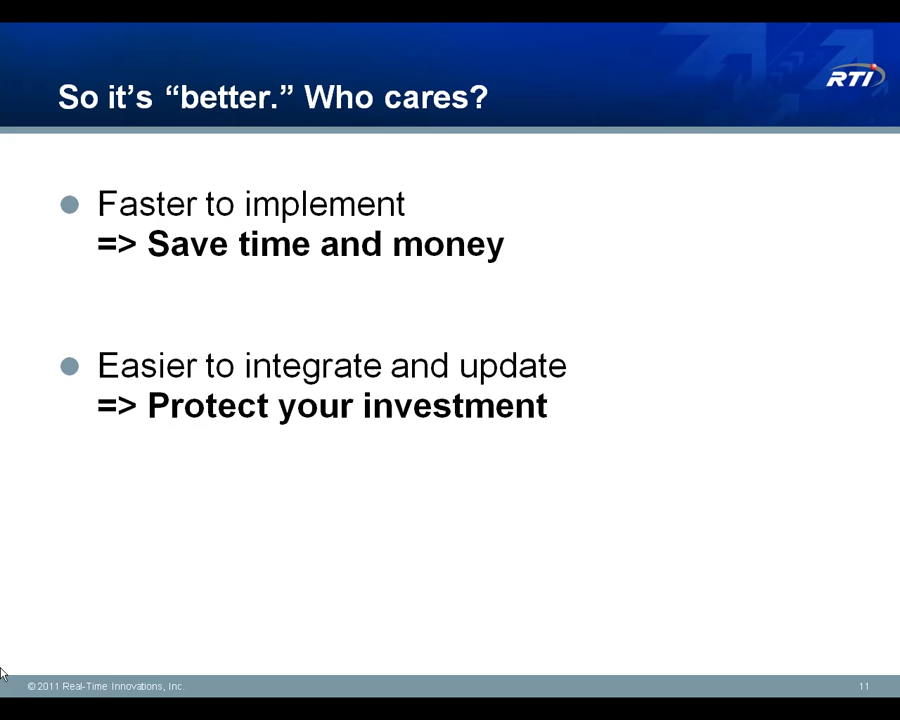 So it's “better.” Who cares?
RTI
Faster to implement
=> Save time and money
Easier to integrate and update
=> Protect your investment
© 2011 Real-Time Innovations, Inc.
11